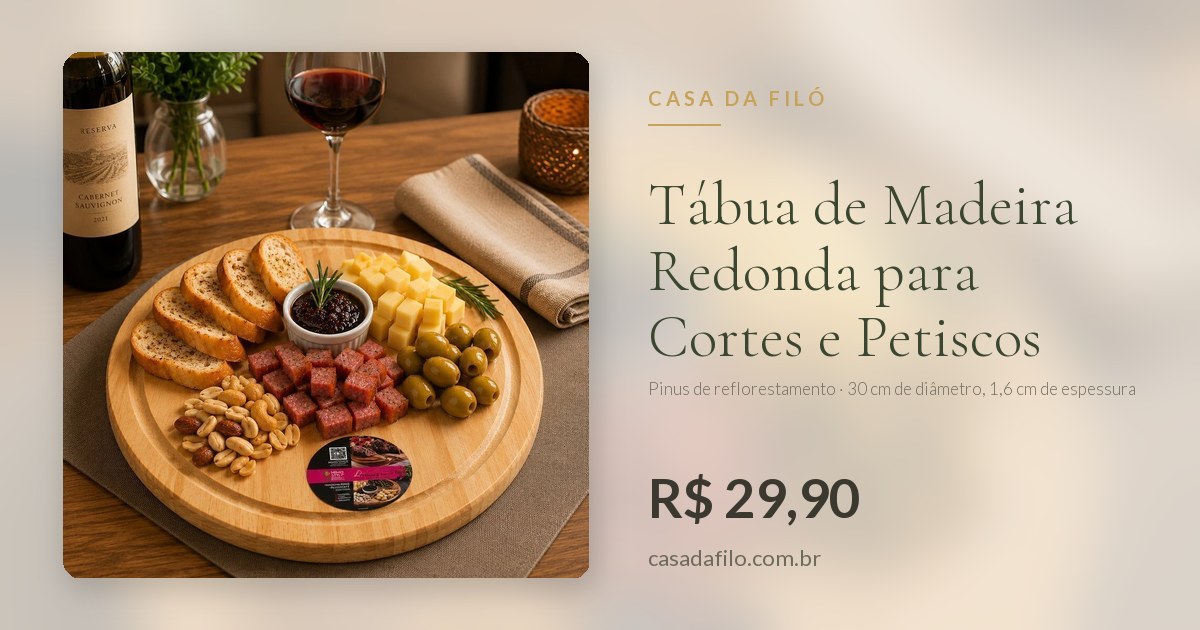 RESERVA
CABERNET
SAUVIGNON
2021
CASA DA FILÓ
Tábua de Madeira
Redonda para
Cortes e Petiscos
Pinus de reflorestamento · 30 cm de diâmetro, 1,6 cm de espessura
R$ 29,90
casadafilo.com.br